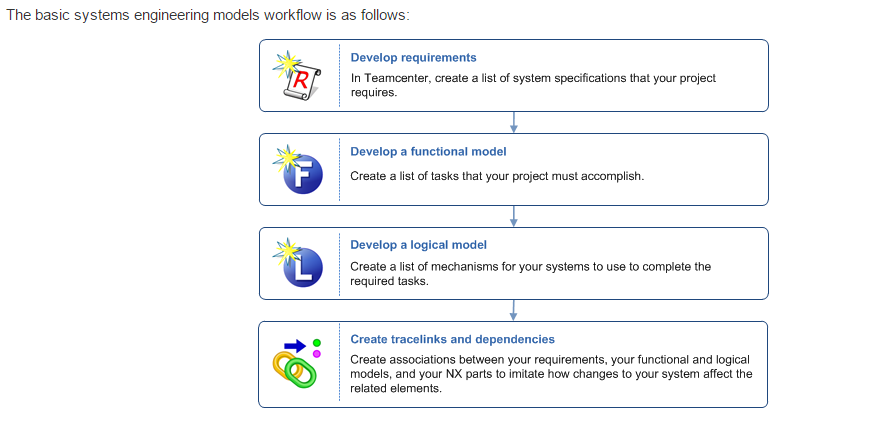 The basic systems engineering models workflow is as follows:
R
Develop requirements
In Teamcenter, create a list of system specifications that your project
requires.
F
Develop a functional model
Create a list of tasks that your project must accomplish.
L
Develop a logical model
Create a list of mechanisms for your systems to use to complete the
required tasks.
Create tracelinks and dependencies
Create associations between your requirements, your functional and logical
models, and your NX parts to imitate how changes to your system affect the
related elements.